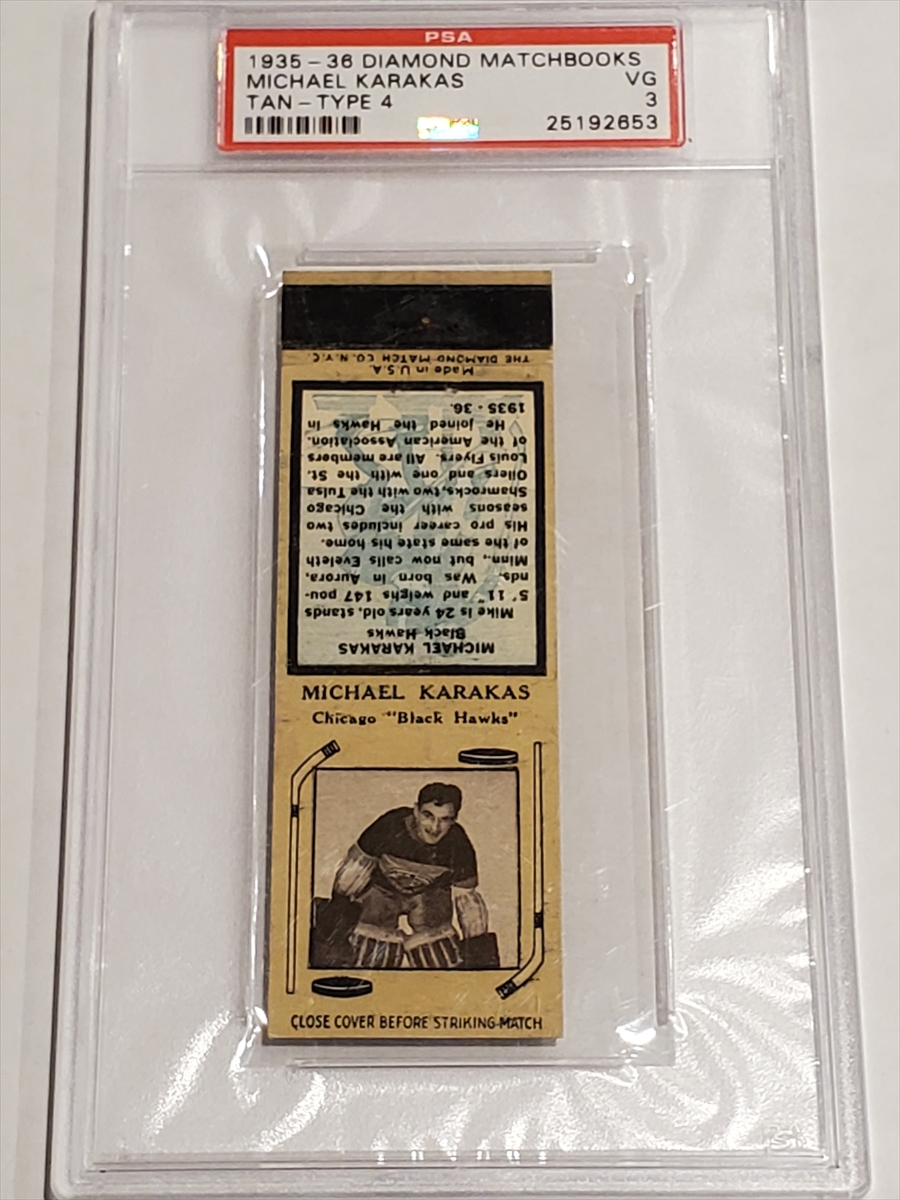 PSA
1935 - 36 DIAMOND MATCHBOOKS
MICHAEL KARAKAS VG
TAN - TYPE 4 3
25192653
MICHAEL KARAKAS
Black Hawks
Mike is 24 years old, stands
5' 11" and weighs 147 pou-
nds. Was born in Aurora,
Minn., but now calls Eveleth
of the same state his home.
His pro career includes two
seasons with the Chicago
Shamrocks, two with the Tulsa
Oilers and one with the St.
Louis Flyers. All are members
of the American Association.
He joined the Hawks in
1935 - 36.
Made in U.S.A.
THE DIAMOND MATCH CO. N.Y.C.
MICHAEL KARAKAS
Chicago "Black Hawks"
CLOSE COVER BEFORE STRIKING MATCH